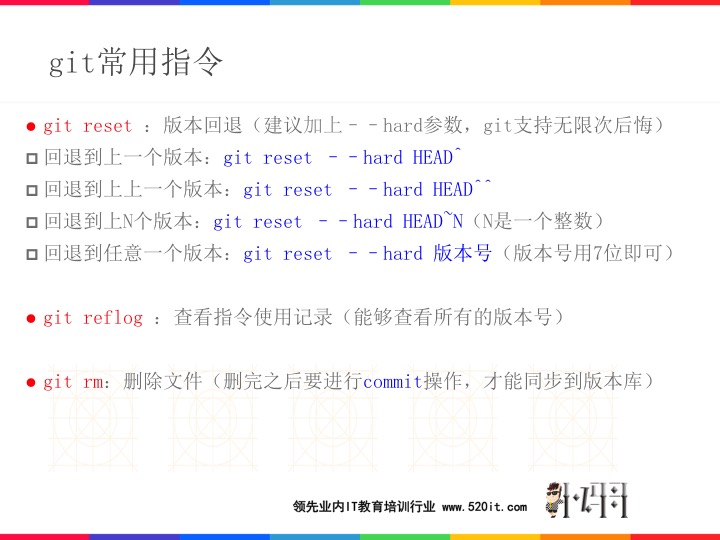 git常用指令
git reset ：版本回退（建议加上－－hard参数，git支持无限次后悔）
回退到上一个版本：git reset －－hard HEAD^
回退到上上一个版本：git reset －－hard HEAD^^
回退到上N个版本：git reset －－hard HEAD~N（N是一个整数）
回退到任意一个版本：git reset －－hard 版本号（版本号用7位即可）
git reflog ：查看指令使用记录（能够查看所有的版本号）
git rm：删除文件（删完之后要进行commit操作，才能同步到版本库）
领先业内IT教育培训行业 www.520it.com
小码哥